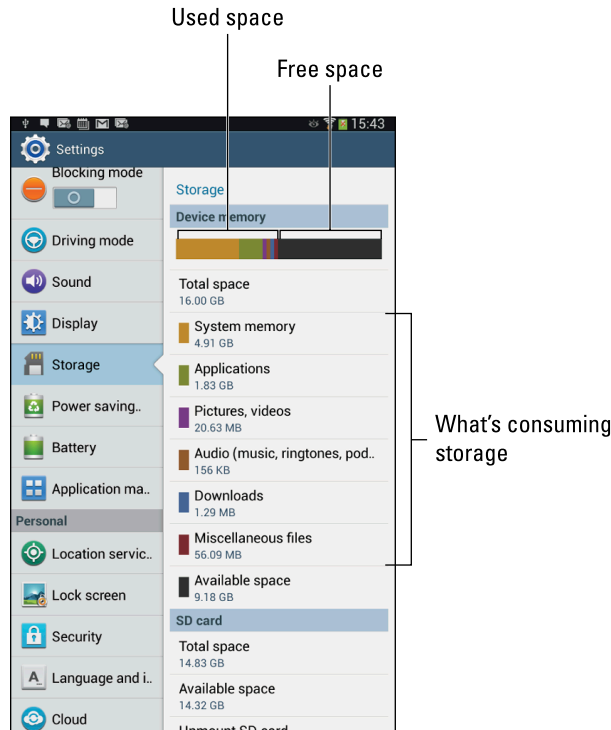 Used space
Free space
15:43
Settings
Blocking mode
Driving mode
Sound
Display
Storage
Power saving..
Battery
Application ma..
Personal
Location servic..
Lock screen
Security
A_
Language and i..
Cloud
Storage
Device memory
Total space
16.00 GB
System memory
4.91 GB
Applications
1.83 GB
Pictures, videos
20.63 MB
Audio (music, ringtones, pod..
156 KB
Downloads
1.29 MB
Miscellaneous files
56.09 MB
Available space
9.18 GB
SD card
Total space
14.83 GB
Available space
14.32 GB
Unmount SD card
What's consuming
storage